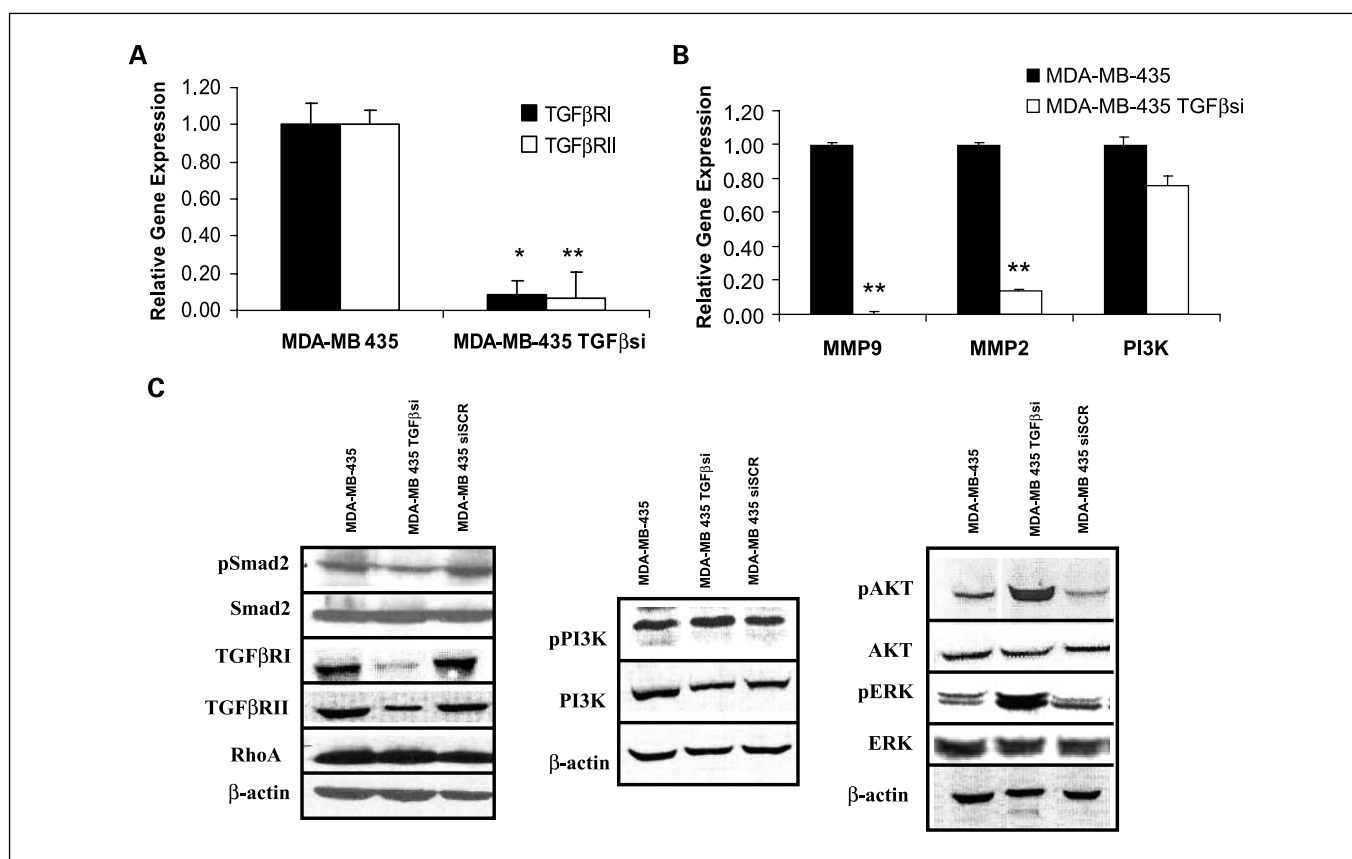 A
Relative Gene Expression
1.20
1.00
0.80
0.60
0.40
0.20
0.00
TGFβRI
TGFβRII
*
**
MDA-MB 435
MDA-MB-435 TGFβsi
B
Relative Gene Expression
MDA-MB-435
MDA-MB-435 TGFβsi
1.20
1.00
0.80
0.60
0.40
0.20
0.00
**
**
MMP9
MMP2
PI3K
C
MDA-MB-435
MDA-MB 435 TGFβsi
MDA-MB 435 siSCR
pSmad2
Smad2
TGFβRI
TGFβRII
RhoA
β-actin
MDA-MB-435
MDA-MB 435 TGFβsi
MDA-MB 435 siSCR
pPI3K
PI3K
β-actin
MDA-MB-435
MDA-MB 435 TGFβsi
MDA-MB 435 siSCR
pAKT
AKT
pERK
ERK
β-actin